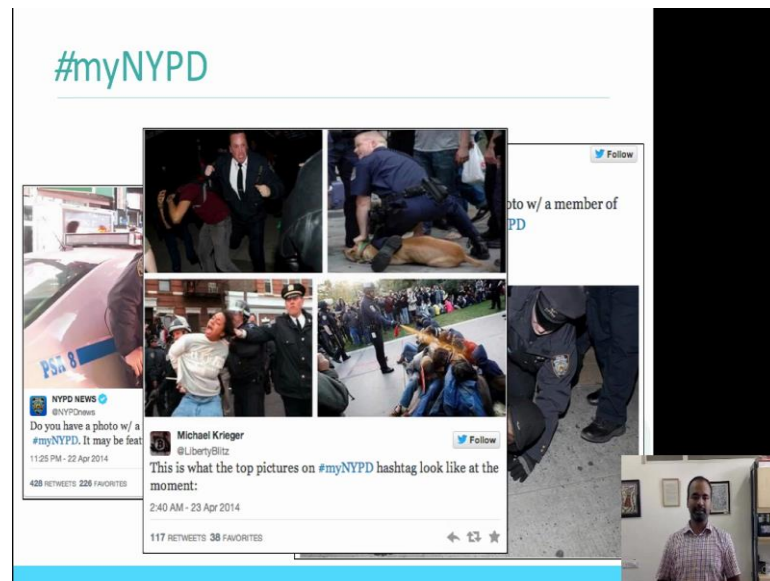 #myNYPD
Follow
oto w/ a member of
PD
PSA 8
NYPD NEWS
@NYPDnews
Do you have a photo w/ a
#myNYPD. It may be feat
11:25 PM - 22 Apr 2014
428 RETWEETS 226 FAVORITES
Michael Krieger
@LibertyBlitz
Follow
This is what the top pictures on #myNYPD hashtag look like at the
moment:
2:40 AM - 23 Apr 2014
117 RETWEETS 38 FAVORITES